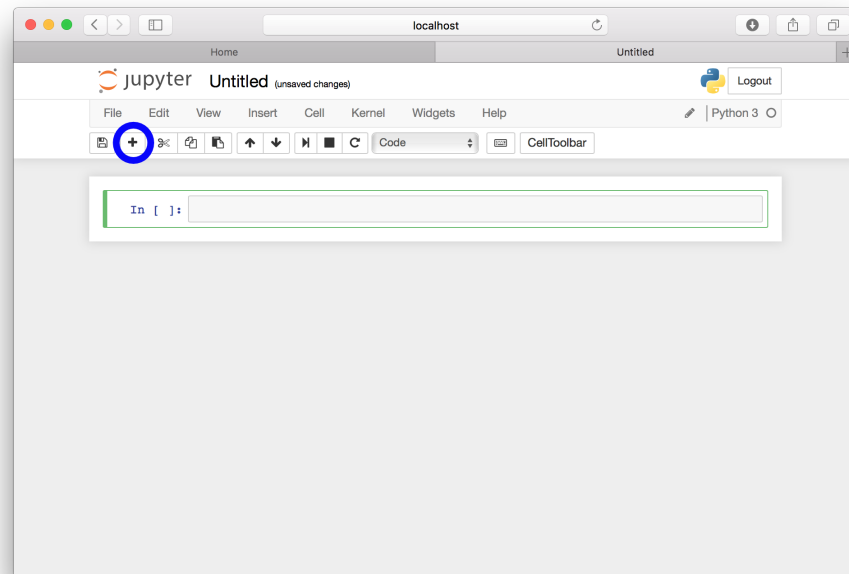 localhost
Home Untitled
jupyter Untitled (unsaved changes) Logout
File Edit View Insert Cell Kernel Widgets Help Python 3
Code CellToolbar
In [ ]: